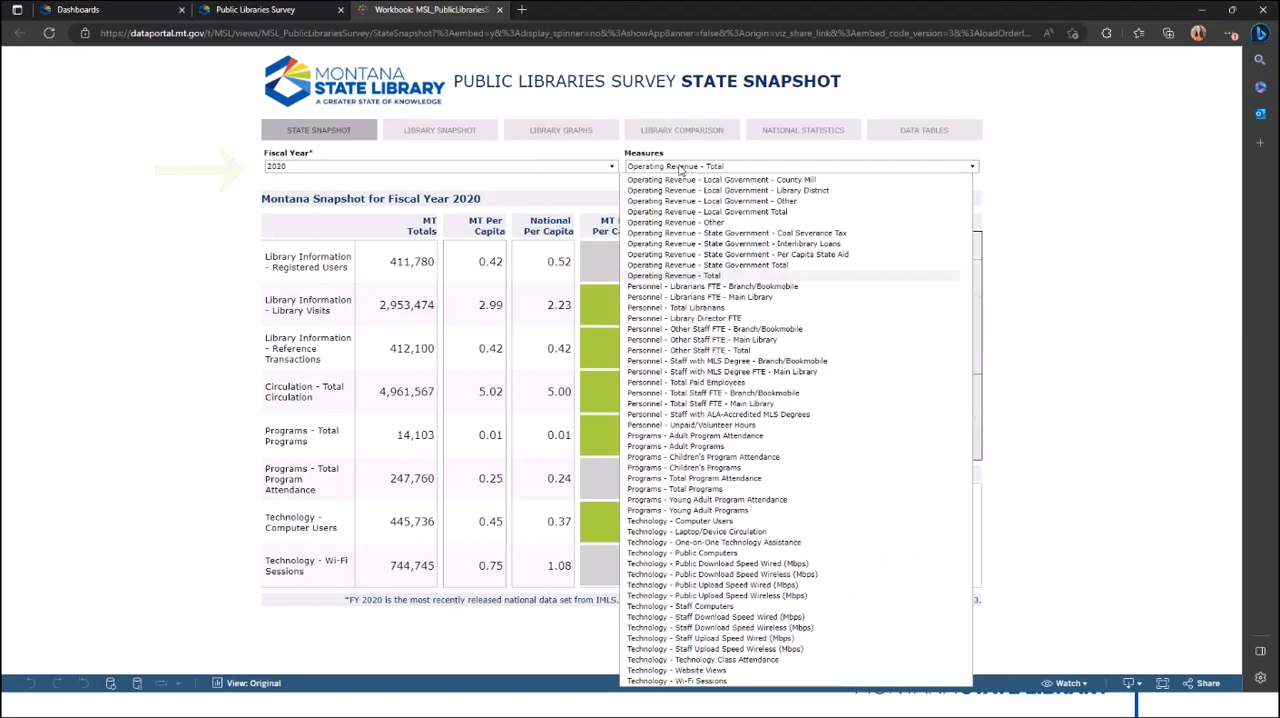 Dashboards
Public Libraries Survey
Workbook: MSL_PublicLibrariesS
https://dataportal.mt.gov/t/MSL/views/MSL_PublicLibrariesSurvey/StateSnapshot?%3Aembed=y&%3Adisplay_spinner=no&%3AshowAppBanner=false&%3Aorigin=viz_share_link&%3Aembed_code_version=3&%3AloadOrderI...
MONTANA
STATE LIBRARY
A GREATER STATE OF KNOWLEDGE
PUBLIC LIBRARIES SURVEY STATE SNAPSHOT
STATE SNAPSHOT
LIBRARY SNAPSHOT
LIBRARY GRAPHS
LIBRARY COMPARISON
NATIONAL STATISTICS
DATA TABLES
Fiscal Year*
2020
Measures
Operating Revenue - Total
Operating Revenue - Local Government - County Mill
Operating Revenue - Local Government - Library District
Operating Revenue - Local Government - Other
Operating Revenue - Local Government Total
Operating Revenue - Other
Operating Revenue - State Government - Coal Severance Tax
Operating Revenue - State Government - Interlibrary Loans
Operating Revenue - State Government - Per Capita State Aid
Operating Revenue - State Government Total
Operating Revenue - Total
Personnel - Librarians FTE - Branch/Bookmobile
Personnel - Librarians FTE - Main Library
Personnel - Total Librarians
Personnel - Library Director FTE
Personnel - Other Staff FTE - Branch/Bookmobile
Personnel - Other Staff FTE - Main Library
Personnel - Other Staff FTE - Total
Personnel - Staff with MLS Degree - Branch/Bookmobile
Personnel - Staff with MLS Degree FTE - Main Library
Personnel - Total Paid Employees
Personnel - Total Staff FTE - Branch/Bookmobile
Personnel - Total Staff FTE - Main Library
Personnel - Staff with ALA-Accredited MLS Degrees
Personnel - Unpaid/Volunteer Hours
Programs - Adult Program Attendance
Programs - Adult Programs
Programs - Children's Program Attendance
Programs - Children's Programs
Programs - Total Program Attendance
Programs - Total Programs
Programs - Young Adult Program Attendance
Programs - Young Adult Programs
Technology - Computer Users
Technology - Laptop/Device Circulation
Technology - One-on-One Technology Assistance
Technology - Public Computers
Technology - Public Download Speed Wired (Mbps)
Technology - Public Download Speed Wireless (Mbps)
Technology - Public Upload Speed Wired (Mbps)
Technology - Public Upload Speed Wireless (Mbps)
Technology - Staff Computers
Technology - Staff Download Speed Wired (Mbps)
Technology - Staff Download Speed Wireless (Mbps)
Technology - Staff Upload Speed Wired (Mbps)
Technology - Staff Upload Speed Wireless (Mbps)
Technology - Technology Class Attendance
Technology - Website Views
Technology - Wi-Fi Sessions
Montana Snapshot for Fiscal Year 2020
MT Totals
MT Per Capita
National Per Capita
MT
Per C
Library Information - Registered Users 411,780 0.42 0.52
Library Information - Library Visits 2,953,474 2.99 2.23
Library Information - Reference Transactions 412,100 0.42 0.42
Circulation - Total Circulation 4,961,567 5.02 5.00
Programs - Total Programs 14,103 0.01 0.01
Programs - Total Program Attendance 247,760 0.25 0.24
Technology - Computer Users 445,736 0.45 0.37
Technology - Wi-Fi Sessions 744,745 0.75 1.08
"FY 2020 is the most recently released national data set from IMLS.
3.
View: Original
Watch
Share